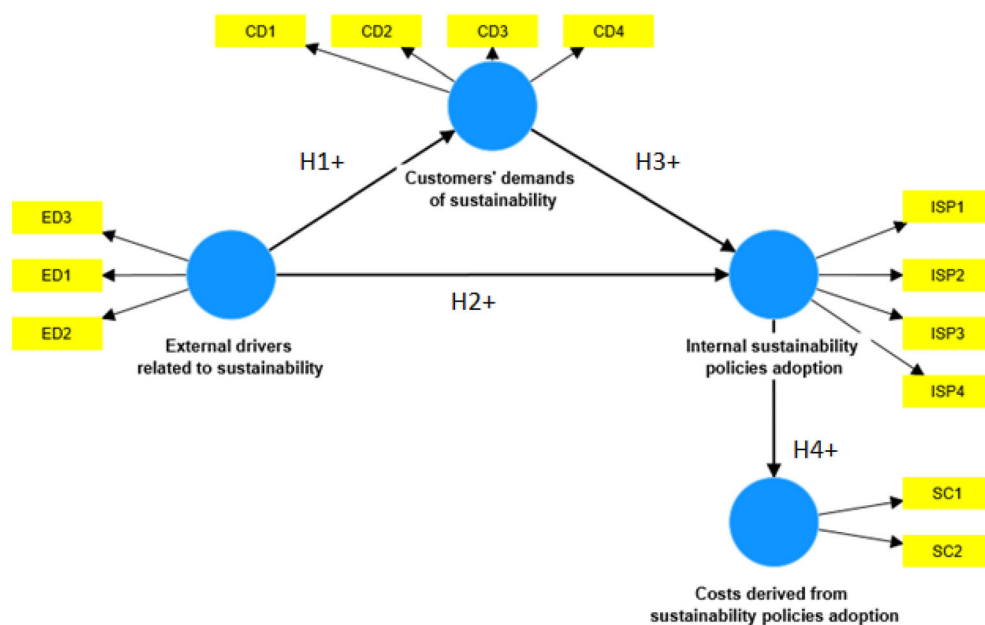 CD1
CD2
CD3
CD4
H1+
H3+
Customers' demands
of sustainability
ED3
ED1
ED2
ISP1
ISP2
ISP3
ISP4
H2+
External drivers
related to sustainability
Internal sustainability
policies adoption
H4+
SC1
SC2
Costs derived from
sustainability policies adoption